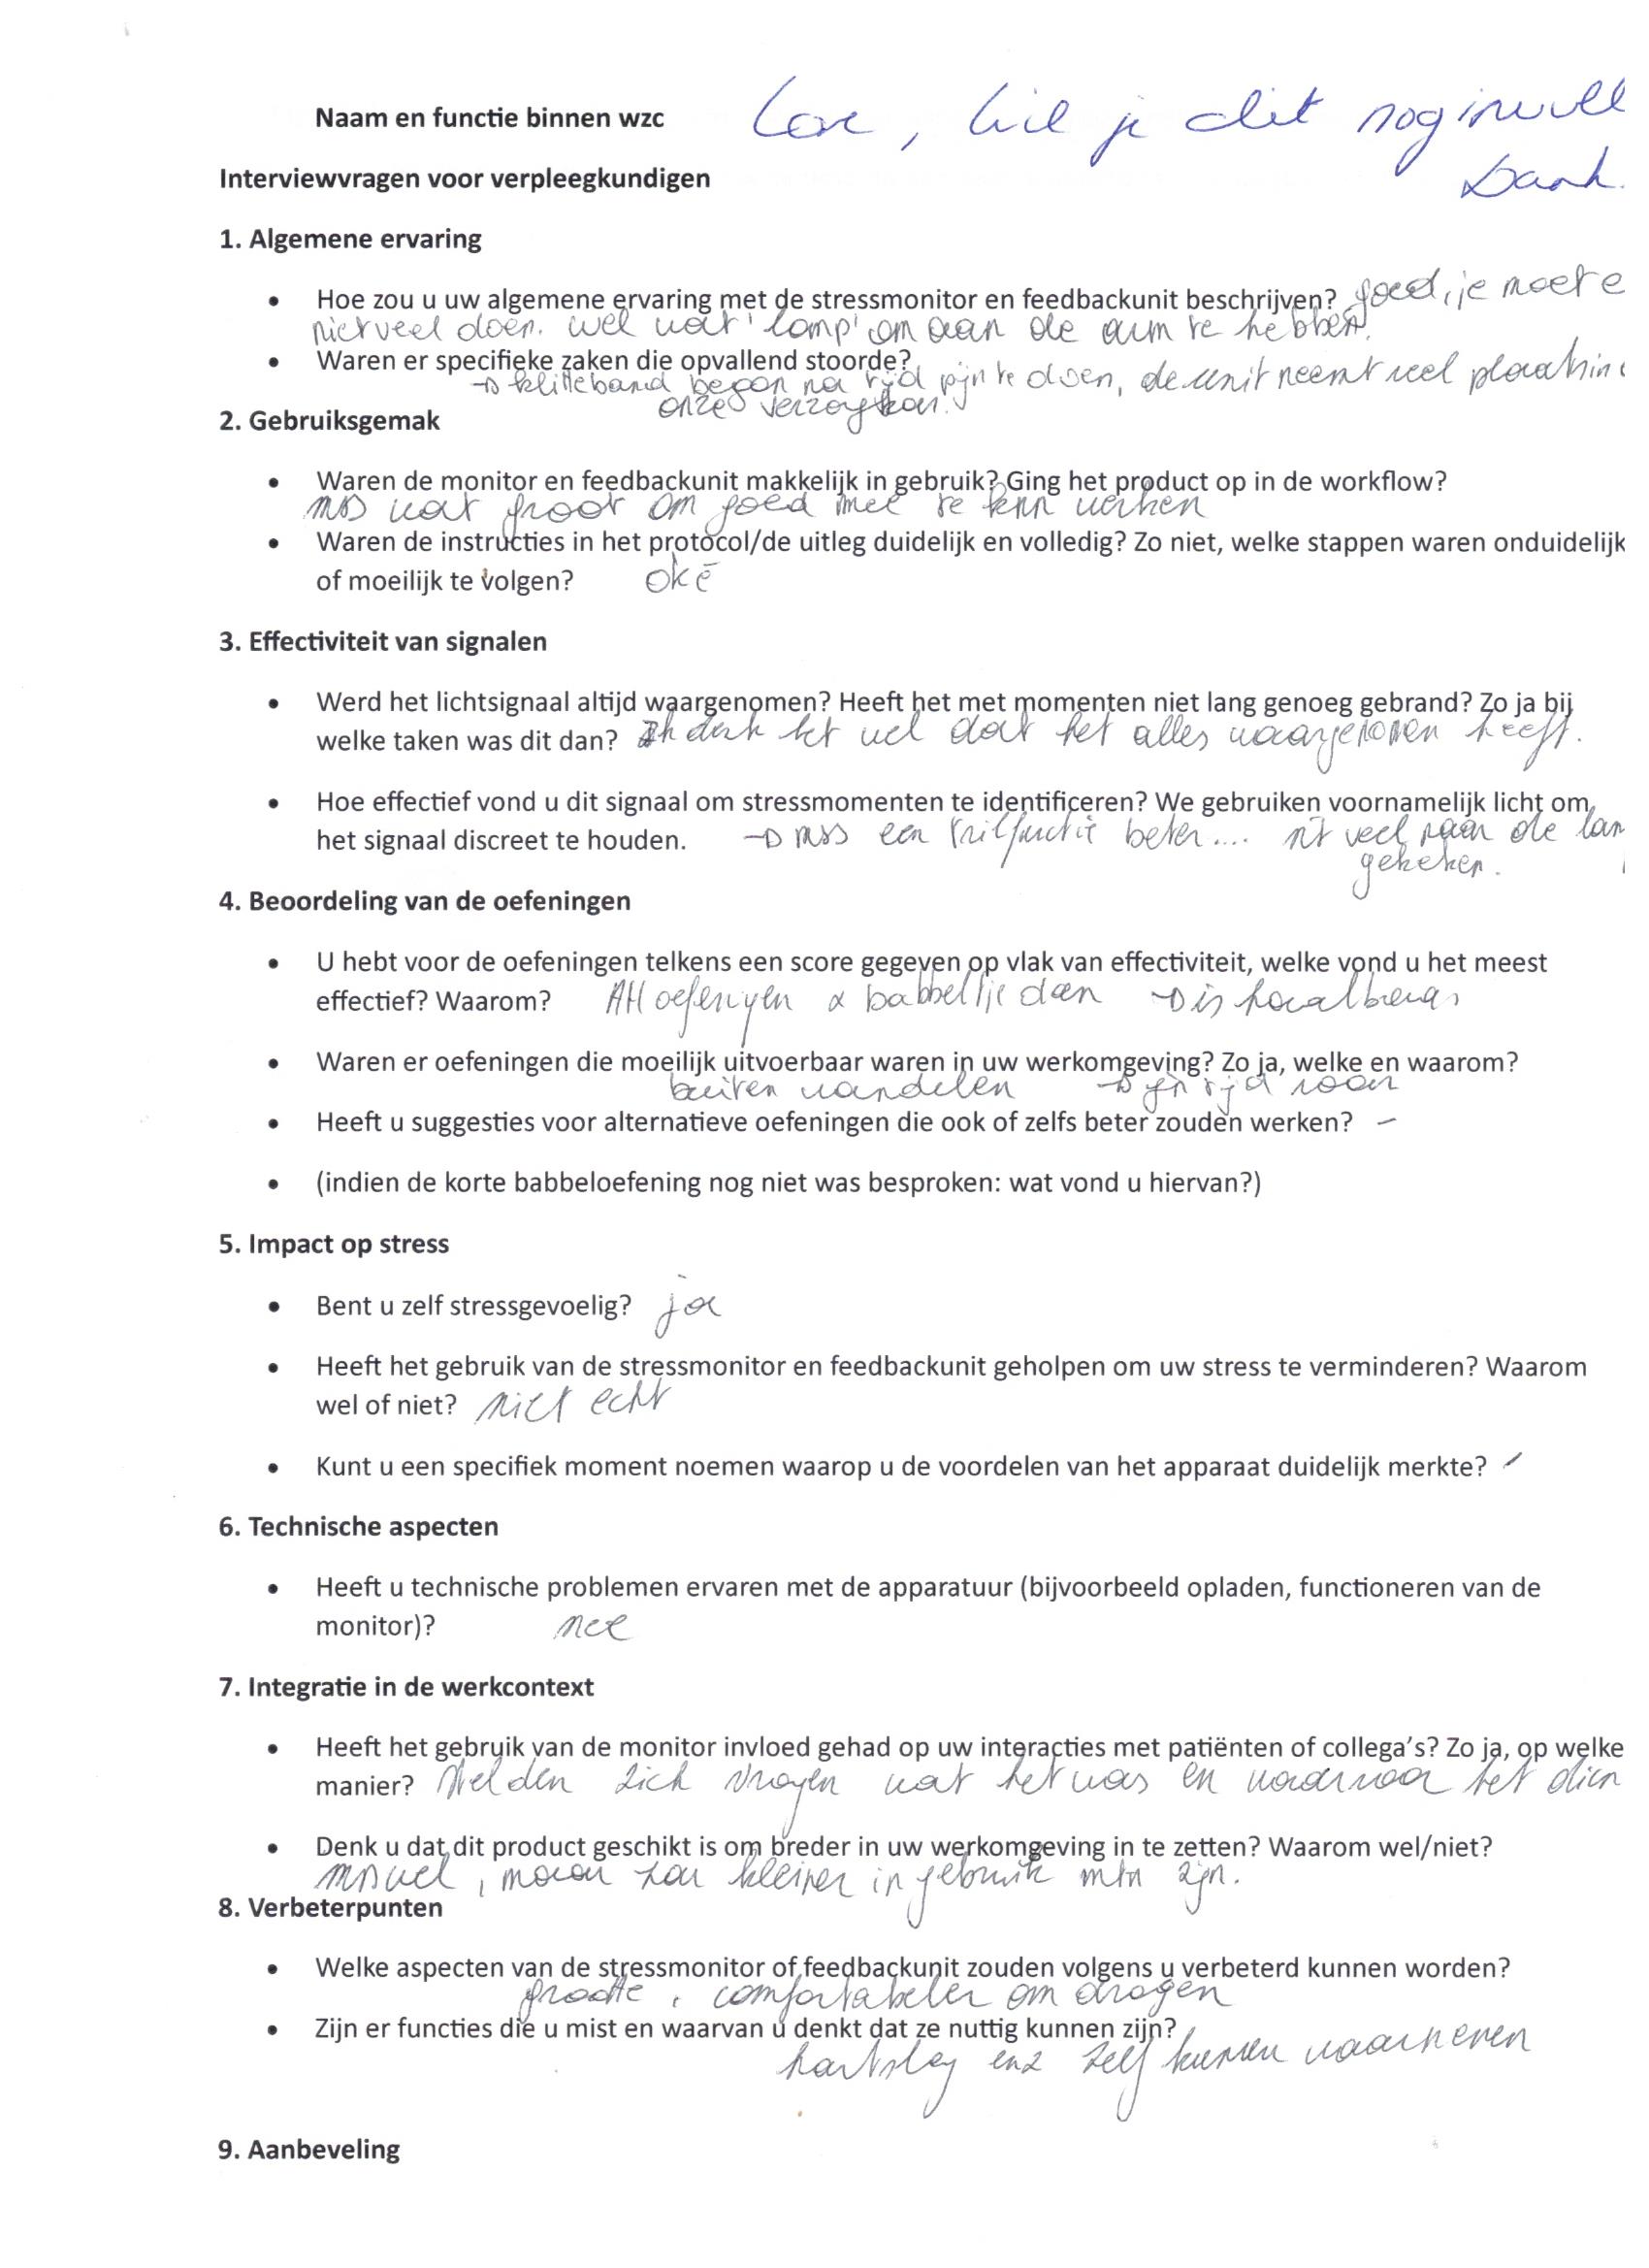 Naam en functie binnen wzc
Lore, wil je dit nog invull
Dank.
Interviewvragen voor verpleegkundigen
1. Algemene ervaring
• Hoe zou u uw algemene ervaring met de stressmonitor en feedbackunit beschrijven? goed, je moet e
niet veel doen. wel wat 'lomp' om aan de arm te hebben.
• Waren er specifieke zaken die opvallend stoorde?
→ klitteband begon na tijd pijn te doen, de unit neemt veel plaats in
onze verzorgkar.
2. Gebruiksgemak
• Waren de monitor en feedbackunit makkelijk in gebruik? Ging het product op in de workflow?
mss wat groot om goed mee te knn werken
• Waren de instructies in het protocol/de uitleg duidelijk en volledig? Zo niet, welke stappen waren onduidelijk
of moeilijk te volgen? oké
3. Effectiviteit van signalen
• Werd het lichtsignaal altijd waargenomen? Heeft het met momenten niet lang genoeg gebrand? Zo ja bij
welke taken was dit dan? Ik denk het wel dat het alles waargenomen heeft.
• Hoe effectief vond u dit signaal om stressmomenten te identificeren? We gebruiken voornamelijk licht om
het signaal discreet te houden. → mss een trilfunctie beter.... nt veel naar de lam
gekeken.
4. Beoordeling van de oefeningen
• U hebt voor de oefeningen telkens een score gegeven op vlak van effectiviteit, welke vond u het meest
effectief? Waarom? AH oefeningen & babbeltje doen → is haalbaar
• Waren er oefeningen die moeilijk uitvoerbaar waren in uw werkomgeving? Zo ja, welke en waarom?
buiten wandelen → gn tijd voor
• Heeft u suggesties voor alternatieve oefeningen die ook of zelfs beter zouden werken? –
• (indien de korte babbeloefening nog niet was besproken: wat vond u hiervan?)
5. Impact op stress
• Bent u zelf stressgevoelig? ja
• Heeft het gebruik van de stressmonitor en feedbackunit geholpen om uw stress te verminderen? Waarom
wel of niet? niet echt
• Kunt u een specifiek moment noemen waarop u de voordelen van het apparaat duidelijk merkte? /
6. Technische aspecten
• Heeft u technische problemen ervaren met de apparatuur (bijvoorbeeld opladen, functioneren van de
monitor)? nee
7. Integratie in de werkcontext
• Heeft het gebruik van de monitor invloed gehad op uw interacties met patiënten of collega's? Zo ja, op welke
manier? stelden zich vragen wat het was en waarvoor het dien
• Denk u dat dit product geschikt is om breder in uw werkomgeving in te zetten? Waarom wel/niet?
mss wel, maar zou kleiner in gebruik mtn zijn.
8. Verbeterpunten
• Welke aspecten van de stressmonitor of feedbackunit zouden volgens u verbeterd kunnen worden?
grootte, comfortabeler om dragen
• Zijn er functies die u mist en waarvan u denkt dat ze nuttig kunnen zijn?
hartslag enz zelf kunnen waarnemen
9. Aanbeveling